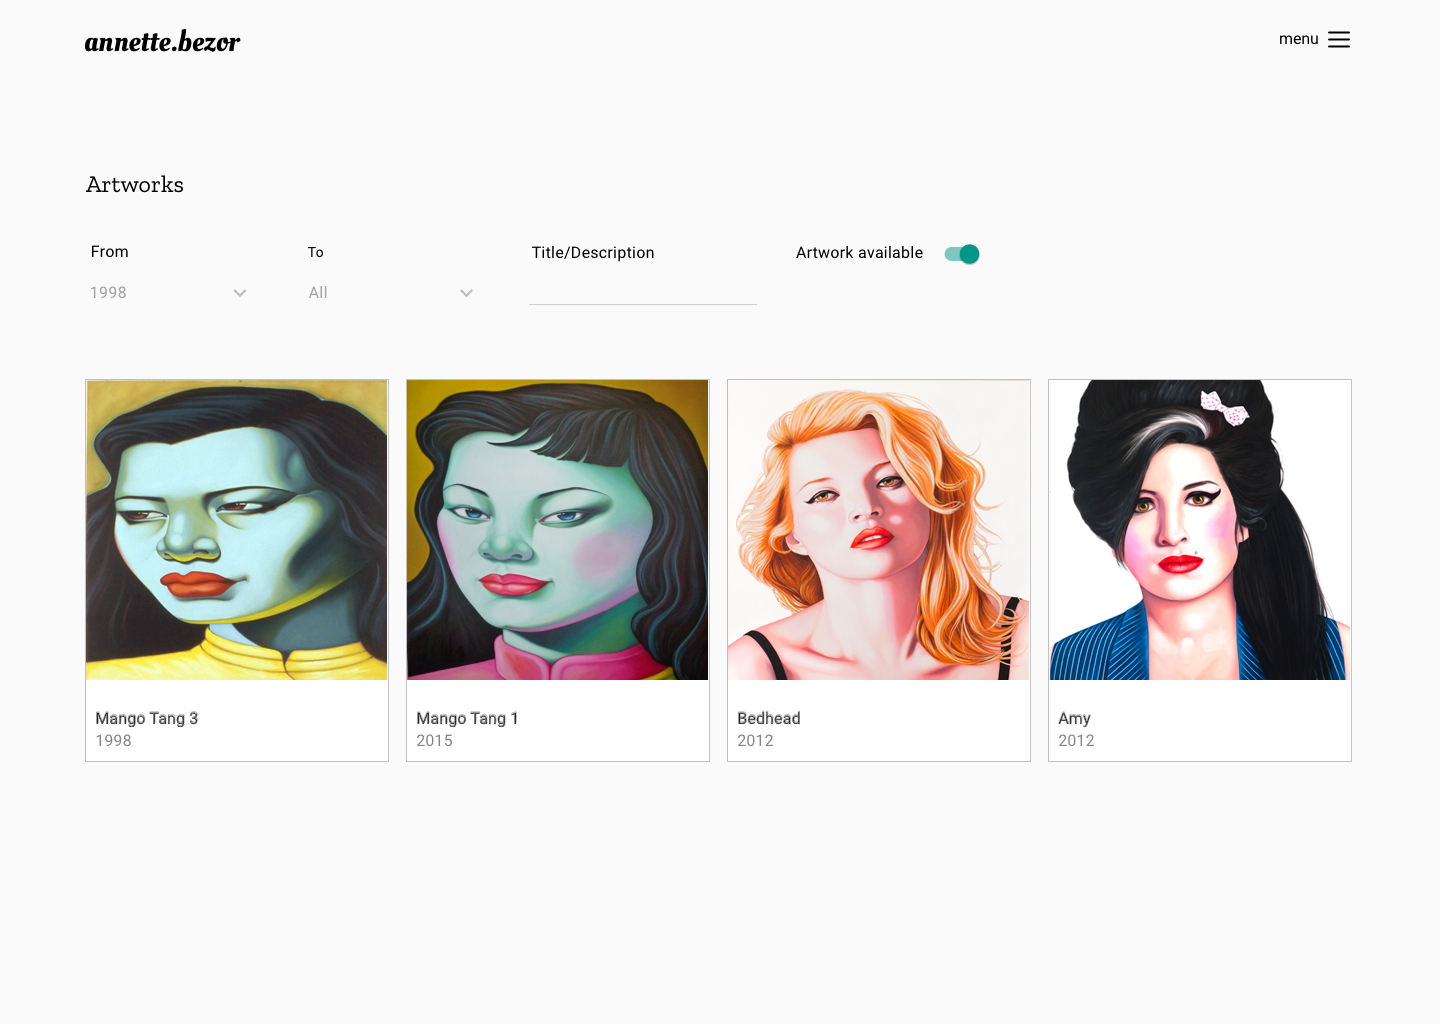 annette.bezor
menu
Artworks
From
To
Title/Description
Artwork available
1998
All
Mango Tang 3
1998
Mango Tang 1
2015
Bedhead
2012
Amy
2012